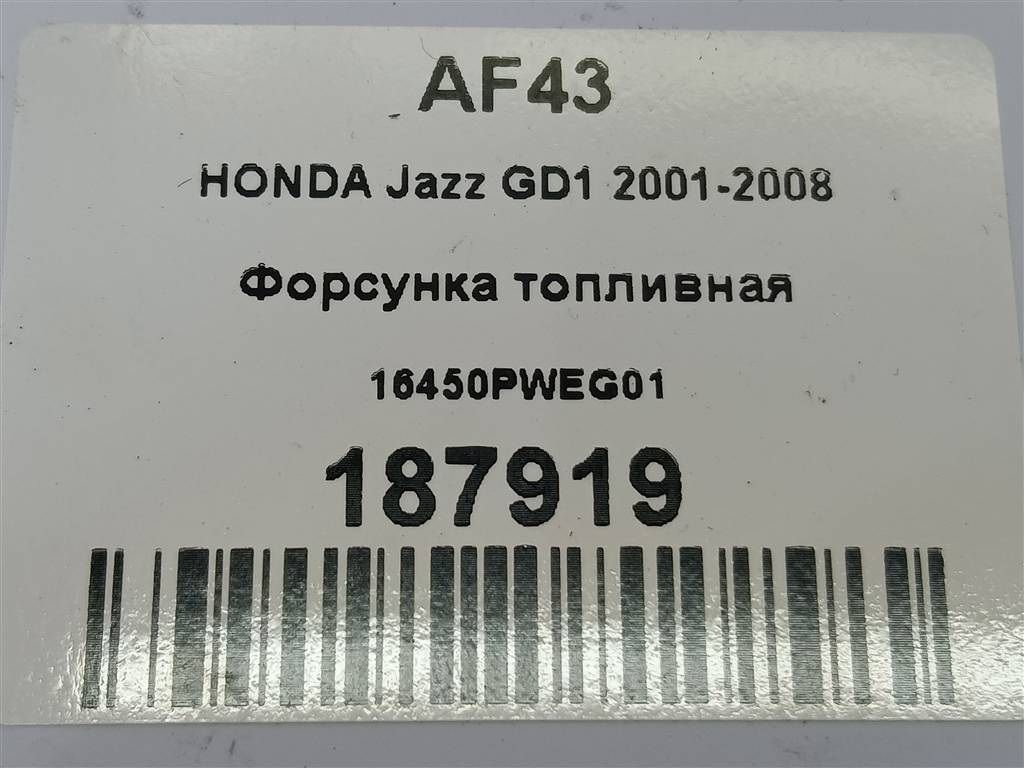 AF43
HONDA Jazz GD1 2001-2008
Форсунка топливная
16450PWEG01
187919